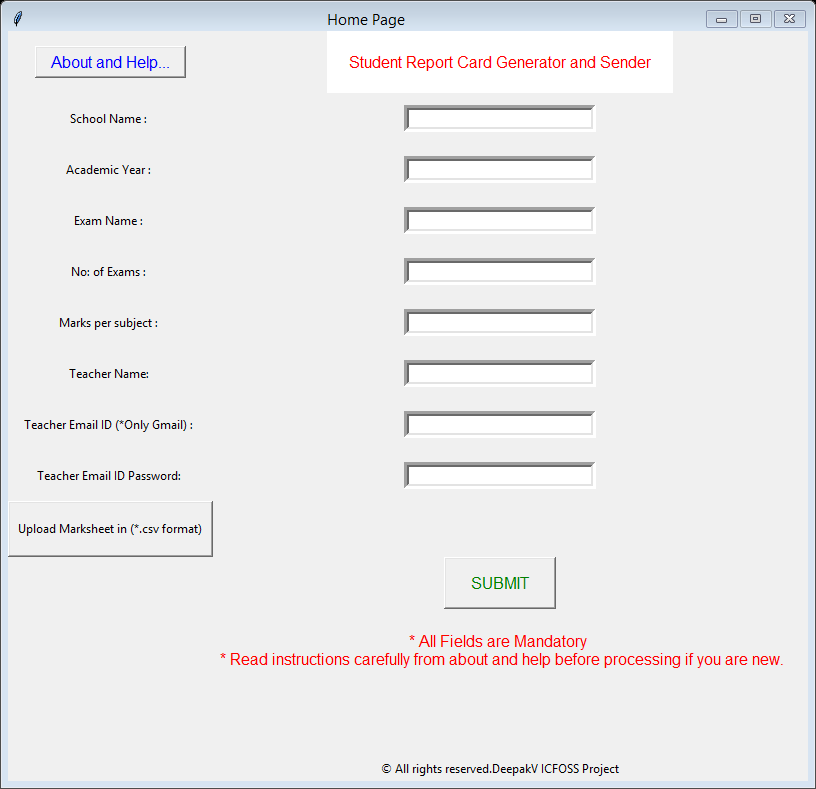 Home Page
About and Help...
Student Report Card Generator and Sender
School Name :
Academic Year :
Exam Name :
No: of Exams :
Marks per subject :
Teacher Name:
Teacher Email ID (*Only Gmail) :
Teacher Email ID Password:
Upload Marksheet in (*.csv format)
SUBMIT
* All Fields are Mandatory
* Read instructions carefully from about and help before processing if you are new.
© All rights reserved.DeepakV ICFOSS Project